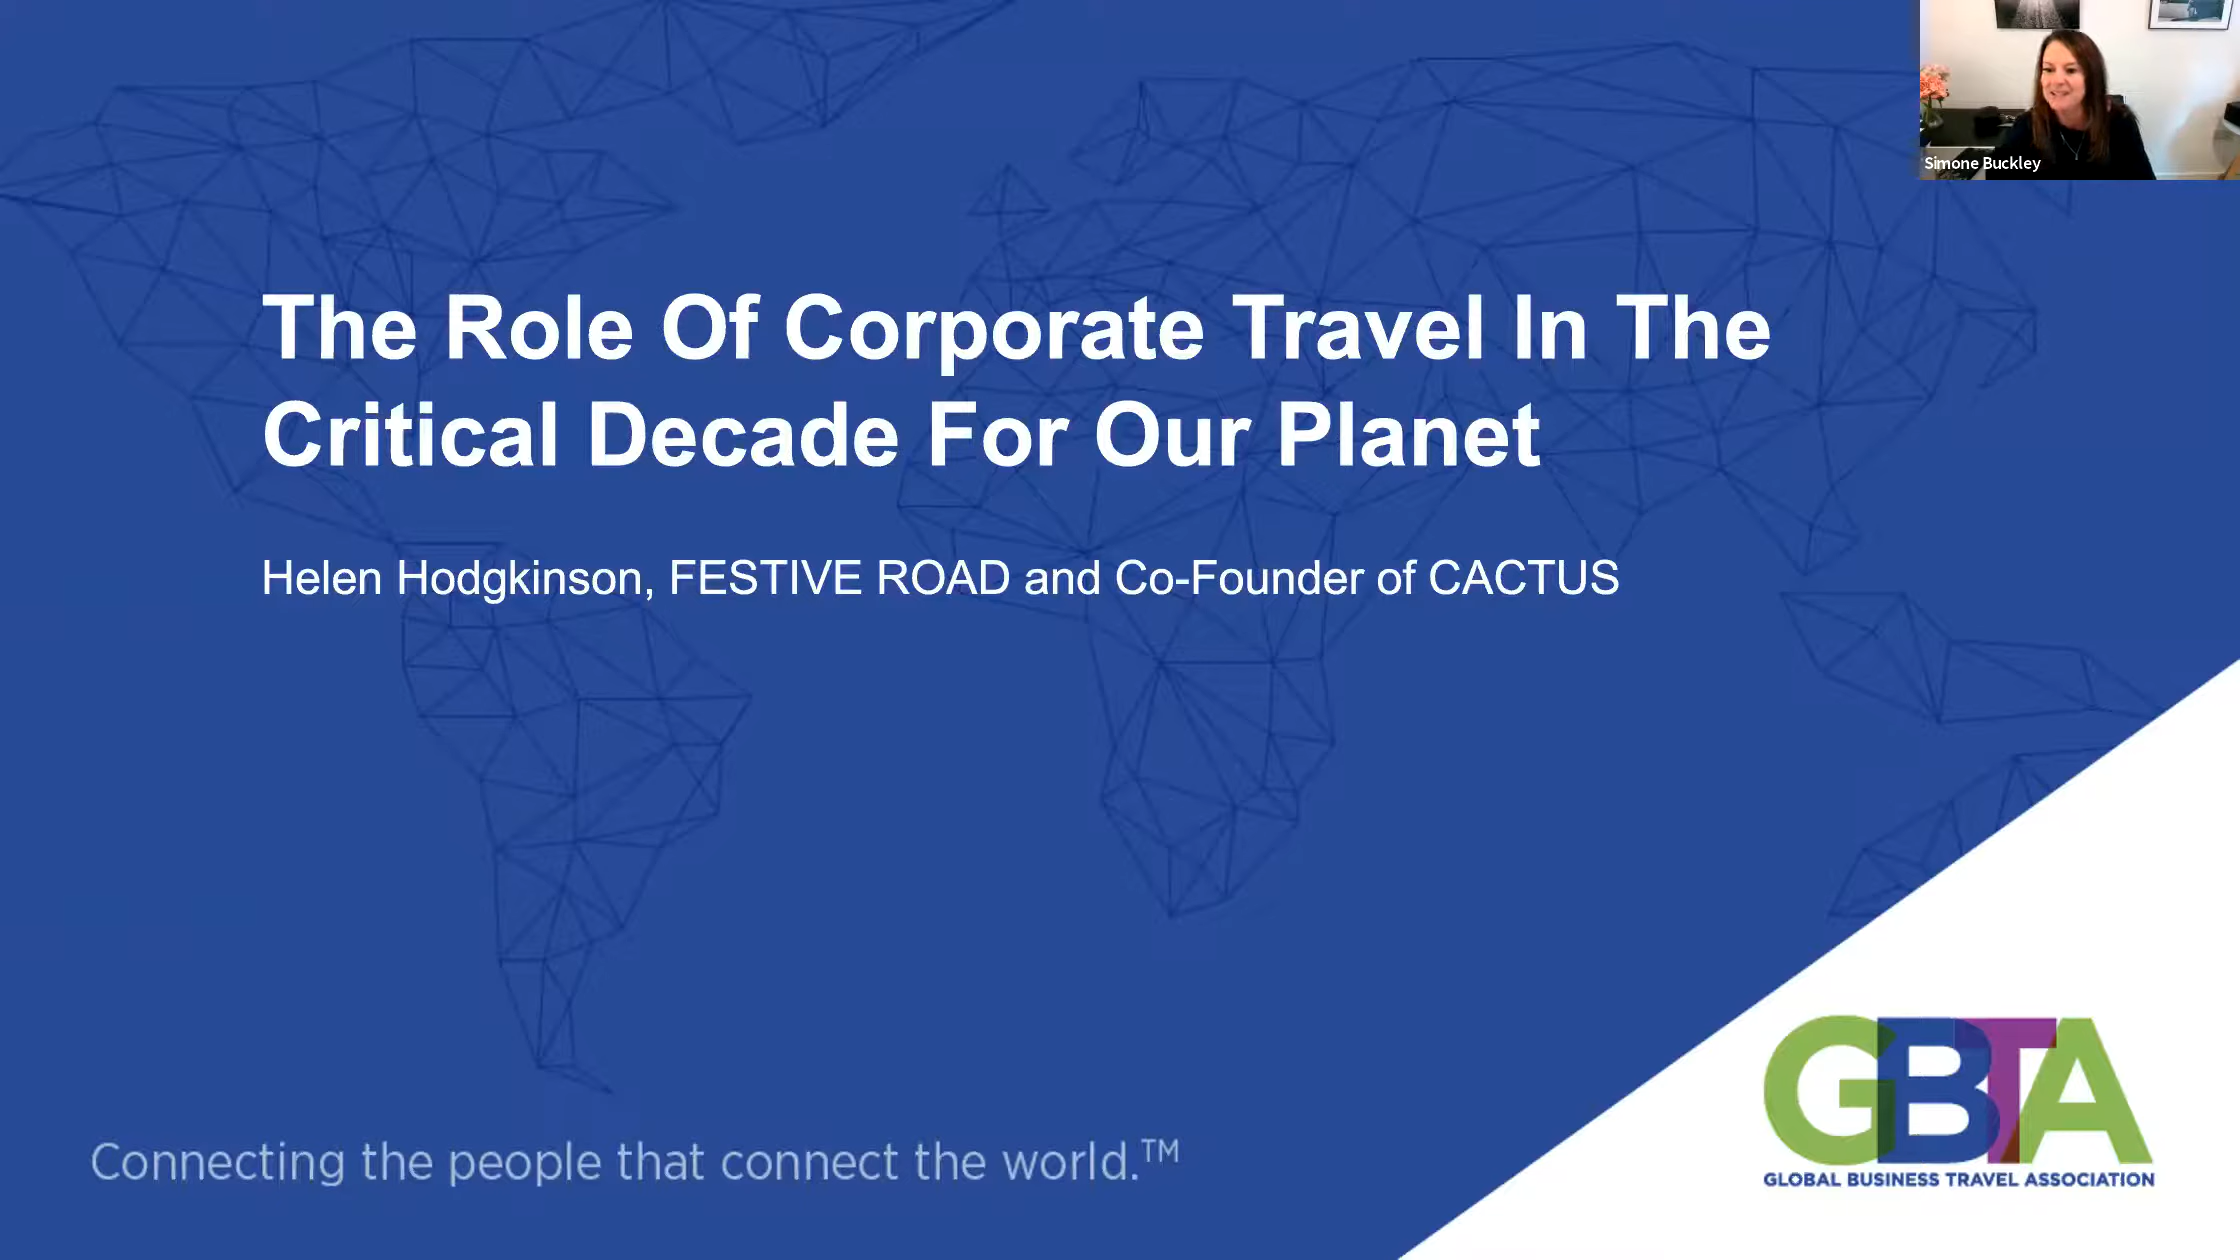 Simone Buckley
The Role Of Corporate Travel In The
Critical Decade For Our Planet
Helen Hodgkinson, FESTIVE ROAD and Co-Founder of CACTUS
Connecting the people that connect the world.™
GBTA
GLOBAL BUSINESS TRAVEL ASSOCIATION